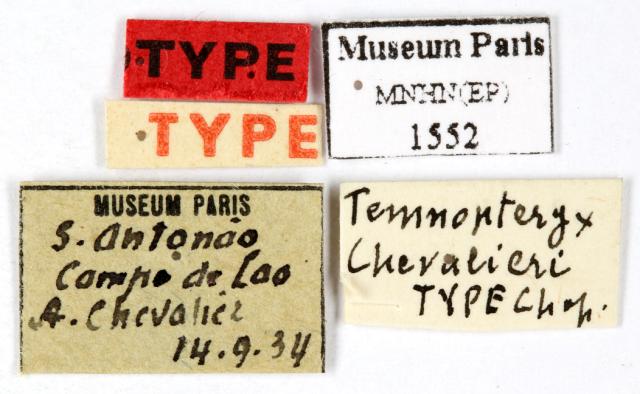 TYPE
TYPE
Museum Paris
MNHN(EP)
1552
MUSEUM PARIS
S. Antonão
Campo de Lao
A. Chevalier
14.9.34
Temnopteryx
Chevalieri
TYPE Chop.